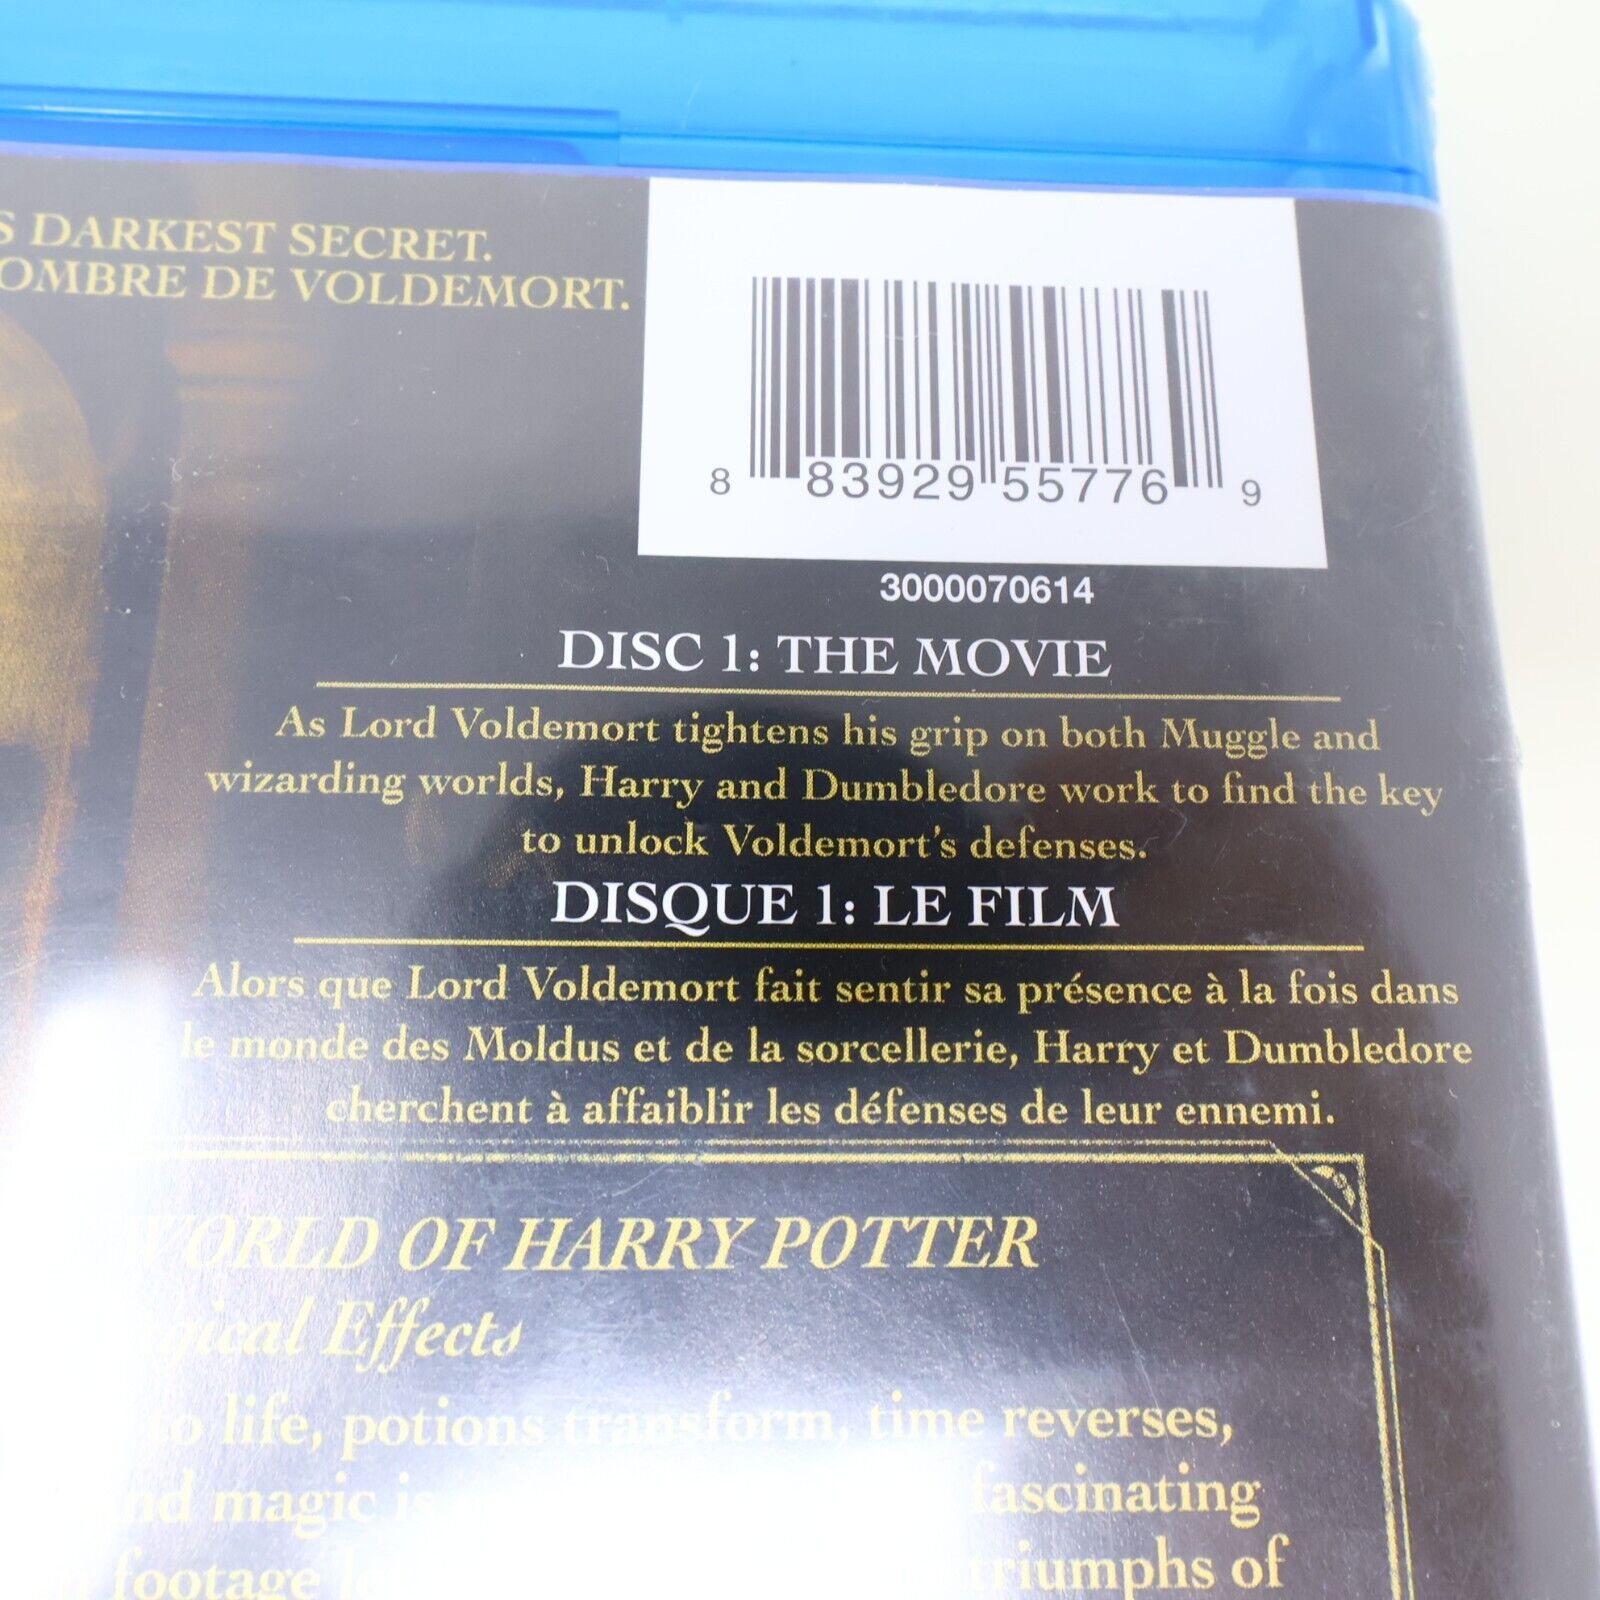 S DARKEST SECRET.
OMBRE DE VOLDEMORT.
8 83929 55776 9
3000070614
DISC 1: THE MOVIE
As Lord Voldemort tightens his grip on both Muggle and
wizarding worlds, Harry and Dumbledore work to find the key
to unlock Voldemort's defenses.
DISQUE 1: LE FILM
Alors que Lord Voldemort fait sentir sa présence à la fois dans
le monde des Moldus et de la sorcellerie, Harry et Dumbledore
cherchent à affaiblir les défenses de leur ennemi.
WORLD OF HARRY POTTER
Effects
to life, potions transform, time reverses,
magic is fascinating
footage triumphs of